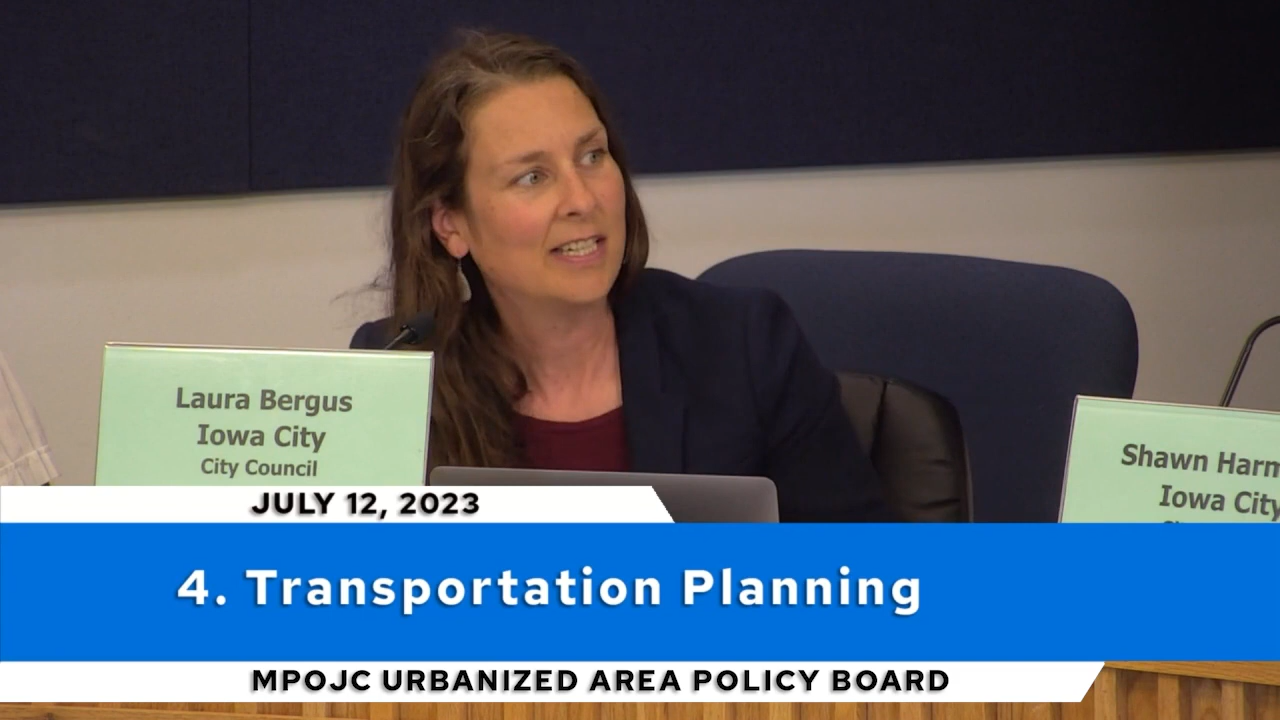 Laura Bergus
Iowa City
City Council
Shawn
Iowa City
JULY 12, 2023
4. Transportation Planning
MPOJC URBANIZED AREA POLICY BOARD